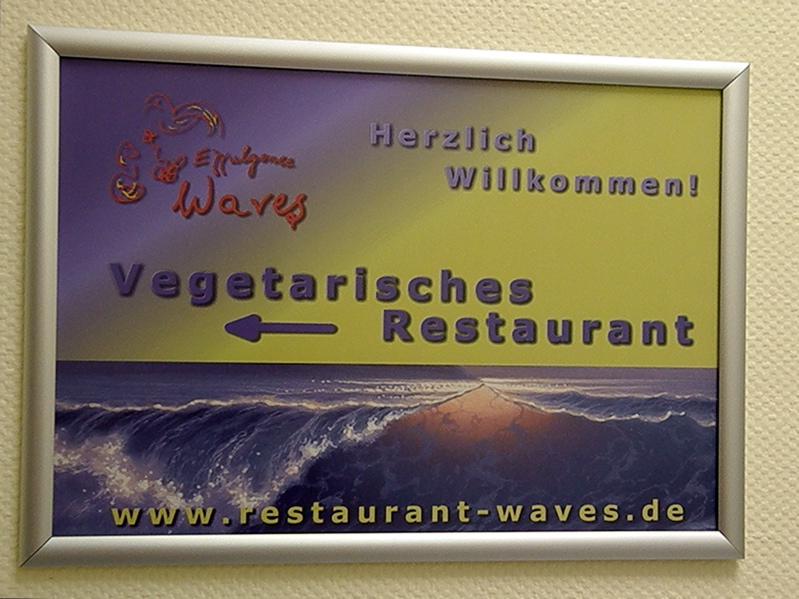 Effulgence
Waves
Herzlich
Willkommen!
Vegetarisches
Restaurant
www.restaurant-waves.de